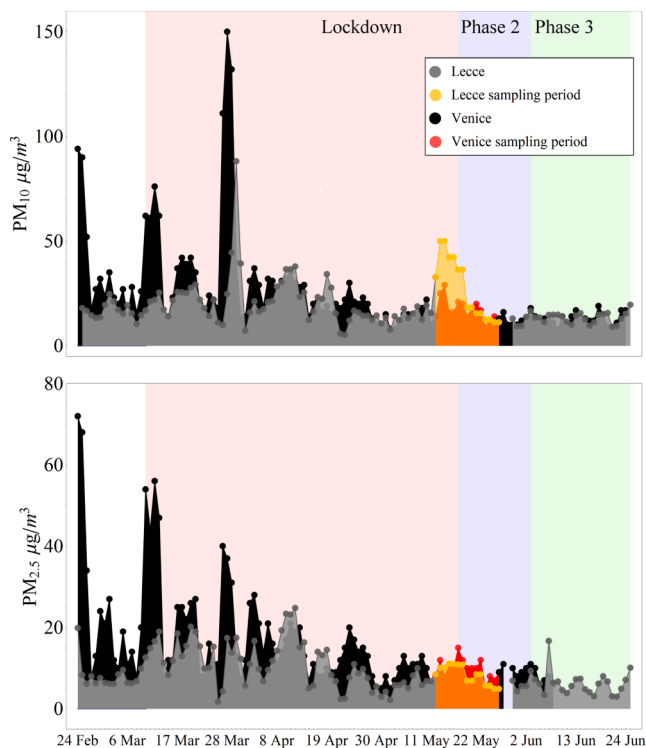 Lockdown Phase 2 Phase 3
Lecce
Lecce sampling period
Venice
Venice sampling period
PM10 μg/m³
150
100
50
0
PM2.5 μg/m³
80
60
40
20
0
24 Feb 6 Mar 17 Mar 28 Mar 8 Apr 19 Apr 30 Apr 11 May 22 May 2 Jun 13 Jun 24 Jun